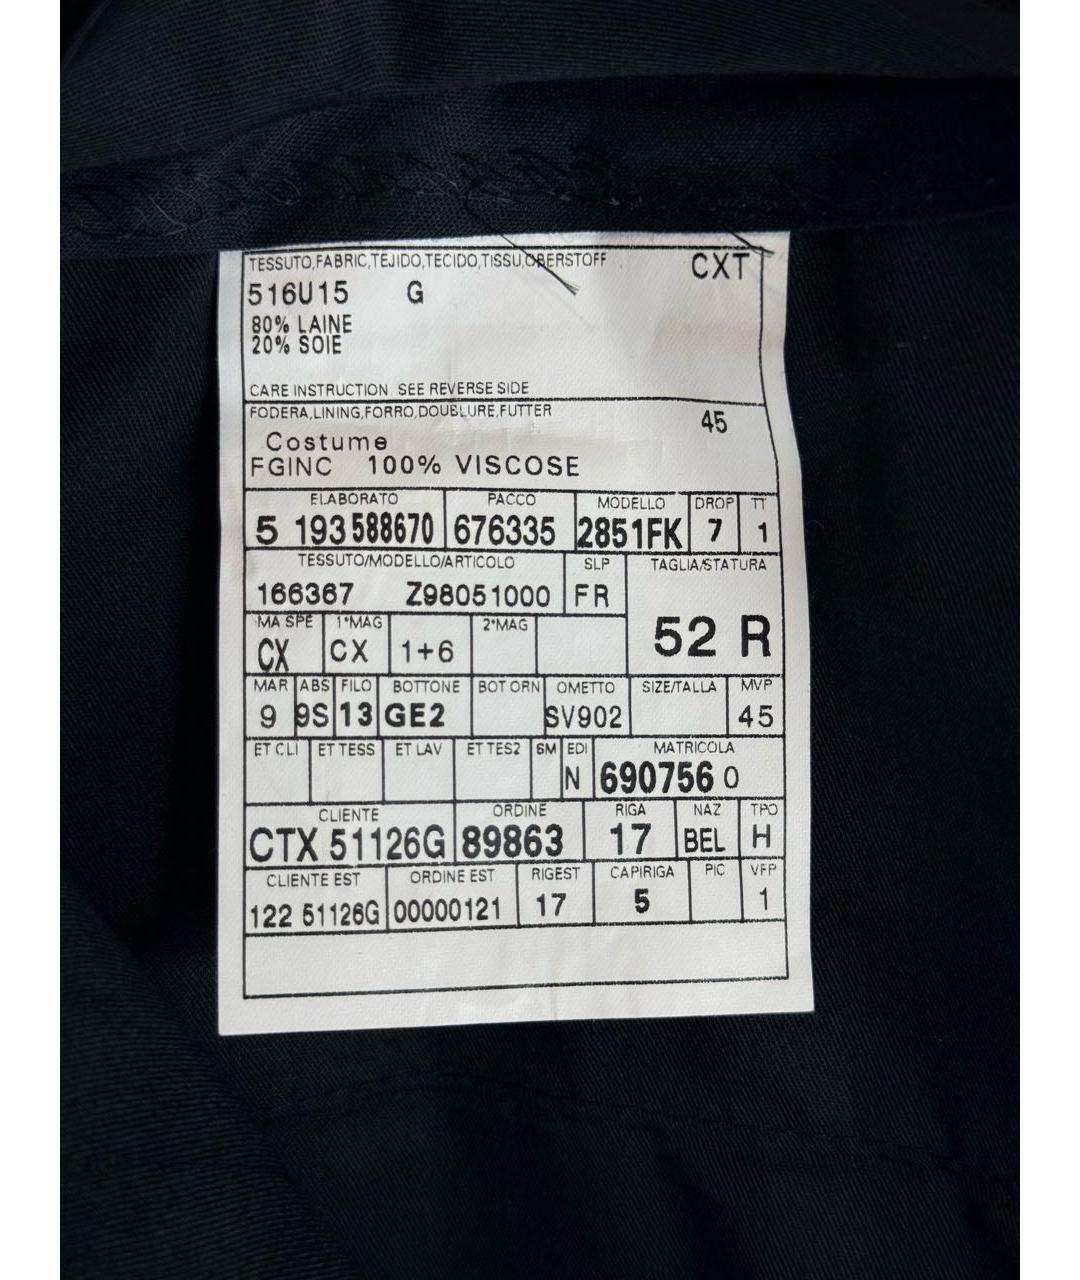 TESSUTO,FABRIC,TEJIDO,TECIDO,TISSU,OBERSTOFF CXT
516U15 G
80% LAINE
20% SOIE
CARE INSTRUCTION SEE REVERSE SIDE
FODERA,LINING,FORRO,DOUBLURE,FUTTER 45
Costume
FGINC 100% VISCOSE
ELABORATO PACCO MODELLO DROP TT
5 193588670 676335 2851FK 7 1
TESSUTO/MODELLO/ARTICOLO SLP TAGLIA/STATURA
166367 Z98051000 FR
52 R
MA SPE 1°MAG 2°MAG
CX CX 1+6
MAR ABS FILO BOTTONE BOT ORN OMETTO SIZE/TALLA MVP
9 9S 13 GE2 SV902 45
ET CLI ET TESS ET LAV ET TES2 6M EDI MATRICOLA
N 690756 0
CLIENTE ORDINE RIGA NAZ TPO
CTX 51126G 89863 17 BEL H
CLIENTE EST ORDINE EST RIGEST CAPIRIGA PIC VFP
122 51126G 00000121 17 5 1